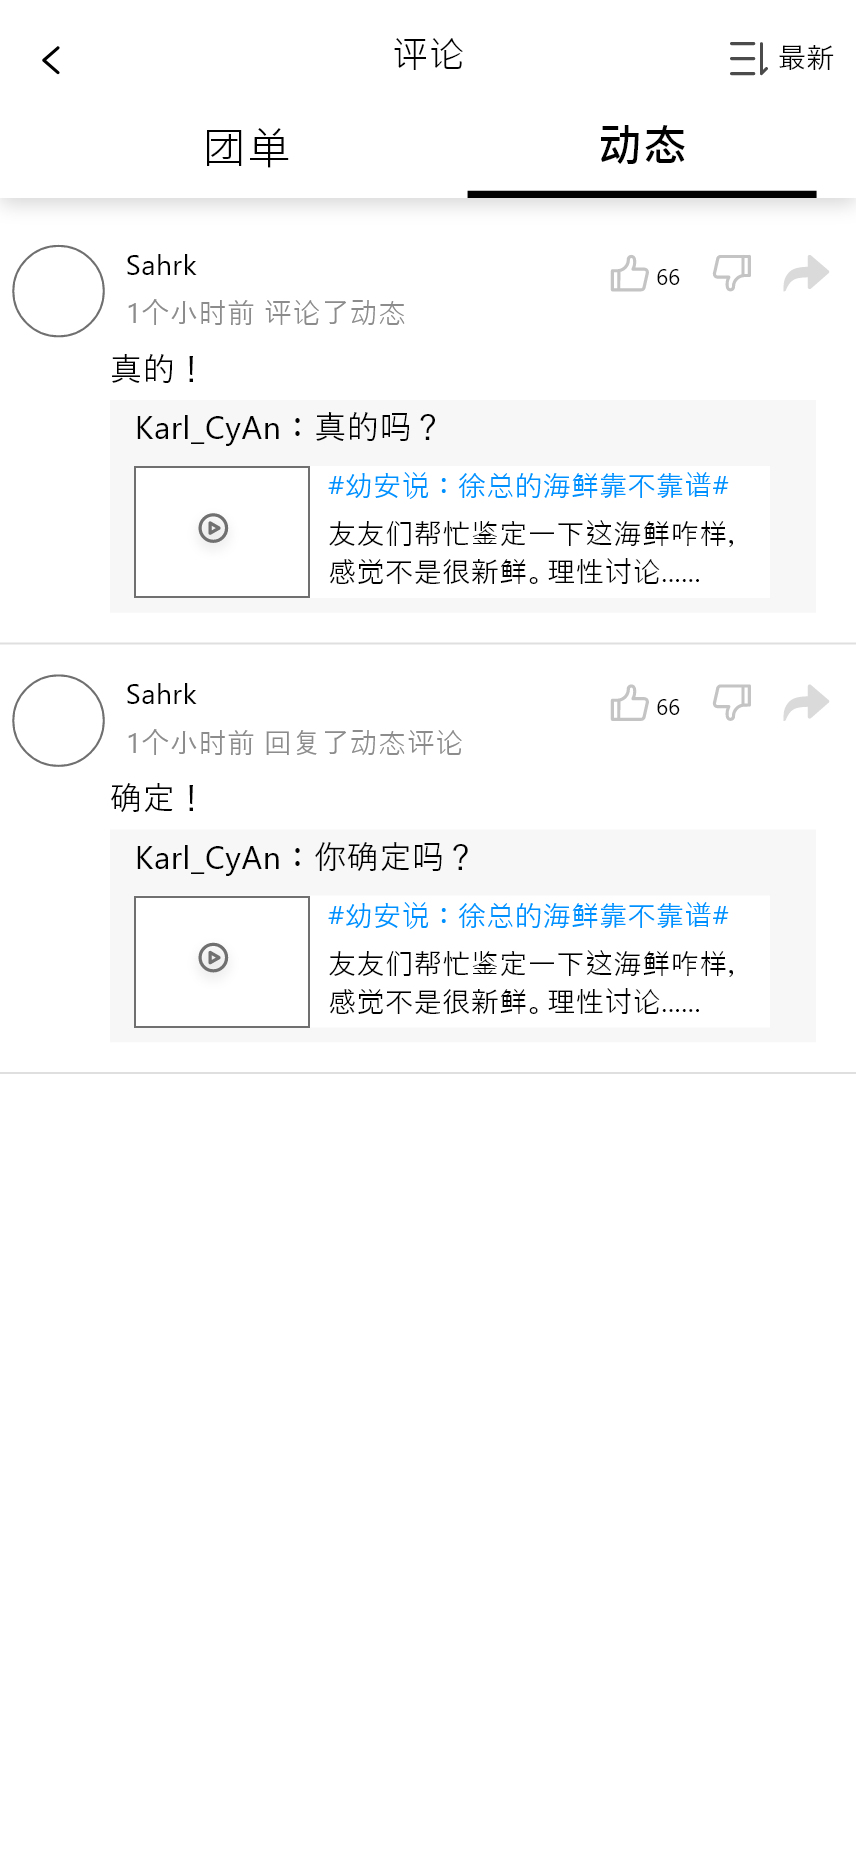 评论
最新
团单
动态
Sahrk
66
1个小时前 评论了动态
真的！
Karl_CyAn：真的吗？
#幼安说：徐总的海鲜靠不靠谱#
友友们帮忙鉴定一下这海鲜咋样,
感觉不是很新鲜。理性讨论......
Sahrk
66
1个小时前 回复了动态评论
确定！
Karl_CyAn：你确定吗？
#幼安说：徐总的海鲜靠不靠谱#
友友们帮忙鉴定一下这海鲜咋样,
感觉不是很新鲜。理性讨论......